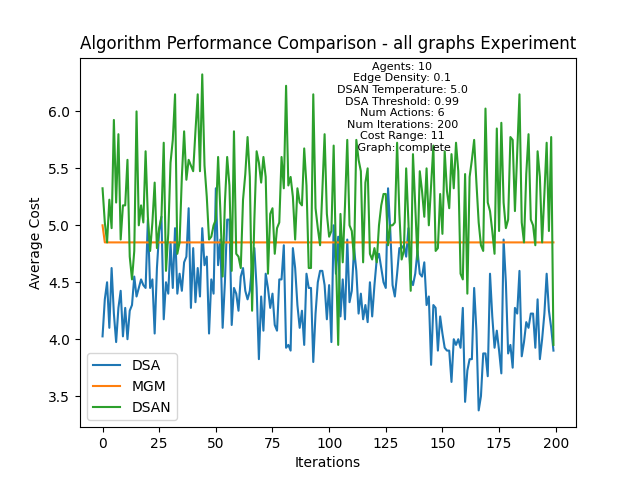 Algorithm Performance Comparison - all graphs Experiment
Agents: 10
Edge Density: 0.1
DSAN Temperature: 5.0
DSA Threshold: 0.99
Num Actions: 6
Num Iterations: 200
Cost Range: 11
Graph: complete
Average Cost
6.0
5.5
5.0
4.5
4.0
3.5
DSA
MGM
DSAN
0 25 50 75 100 125 150 175 200
Iterations